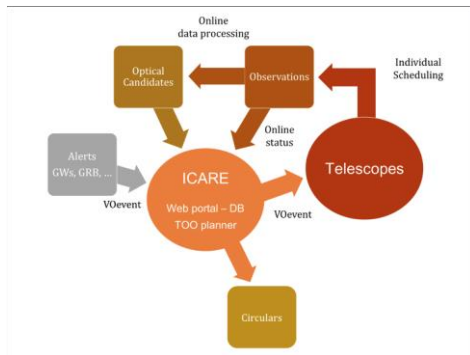 Online
data processing
Optical
Candidates
Observations
Individual
Scheduling
Online
status
Alerts
GWs, GRB, ...
VOevent
ICARE
Web portal – DB
TOO planner
VOevent
Telescopes
Circulars